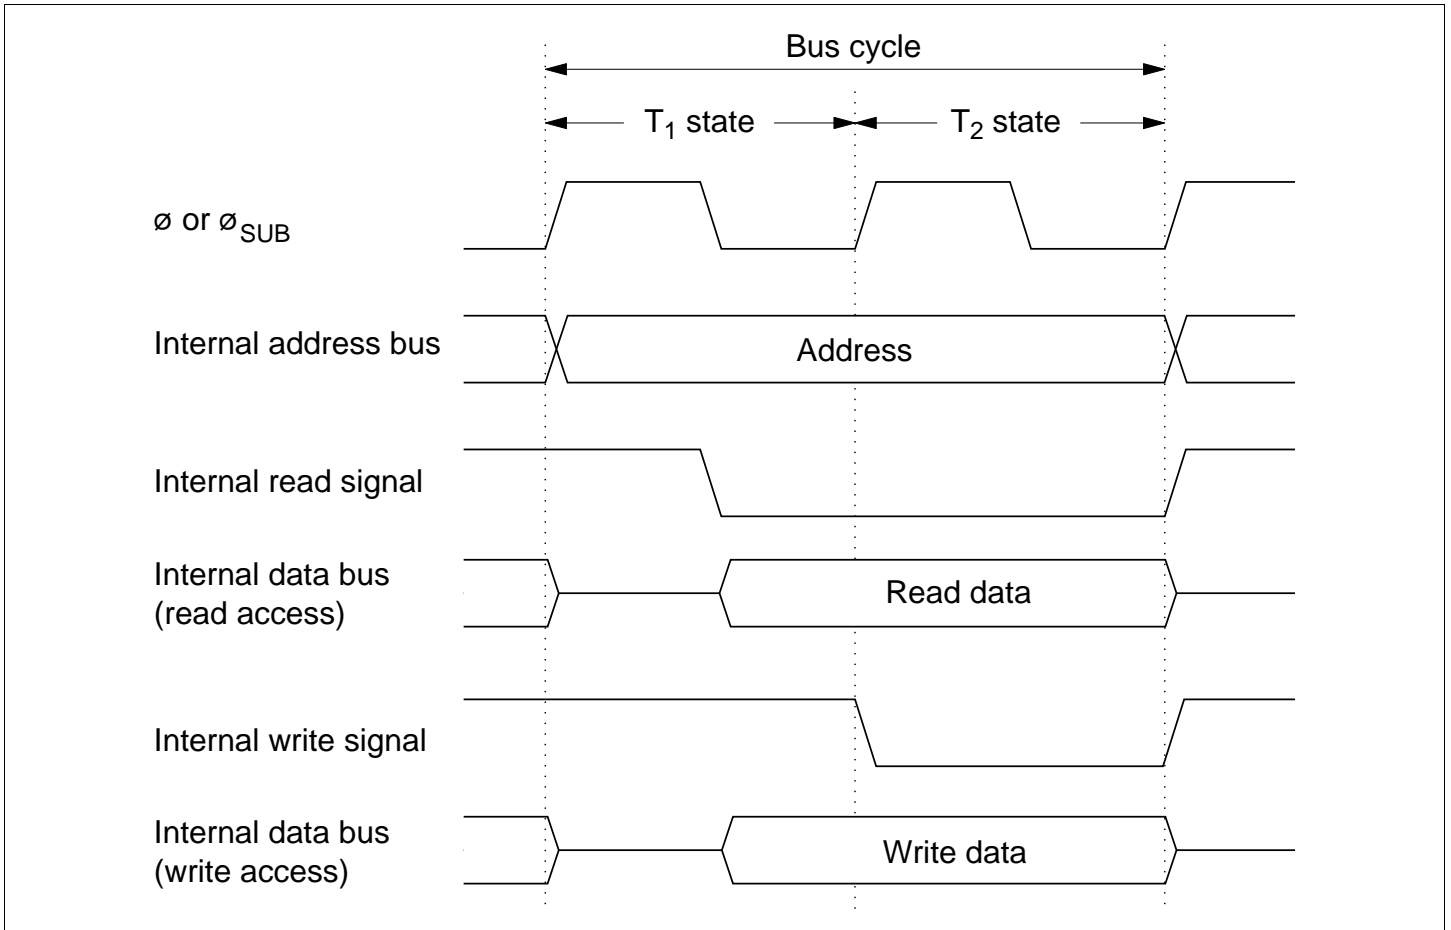 Bus cycle
T1 state
T2 state
ø or øSUB
Internal address bus
Address
Internal read signal
Internal data bus
(read access)
Read data
Internal write signal
Internal data bus
(write access)
Write data